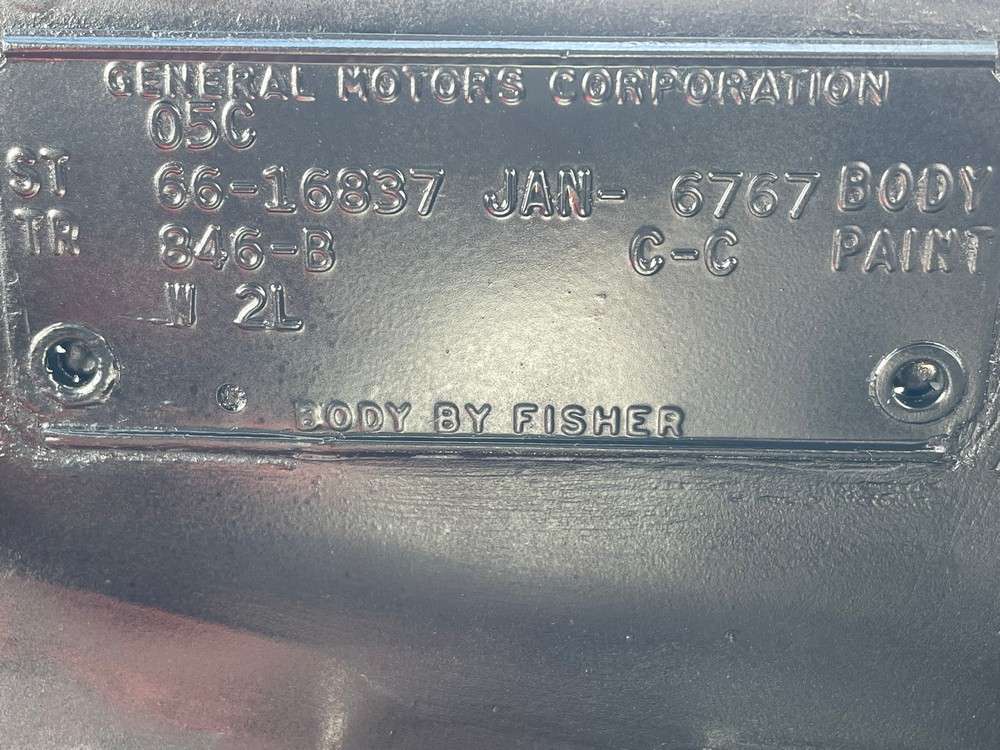 GENERAL MOTORS CORPORATION
05C
ST 66-16837 JAN- 6767 BODY
TR 846-B C-C PAINT
W 2L
BODY BY FISHER